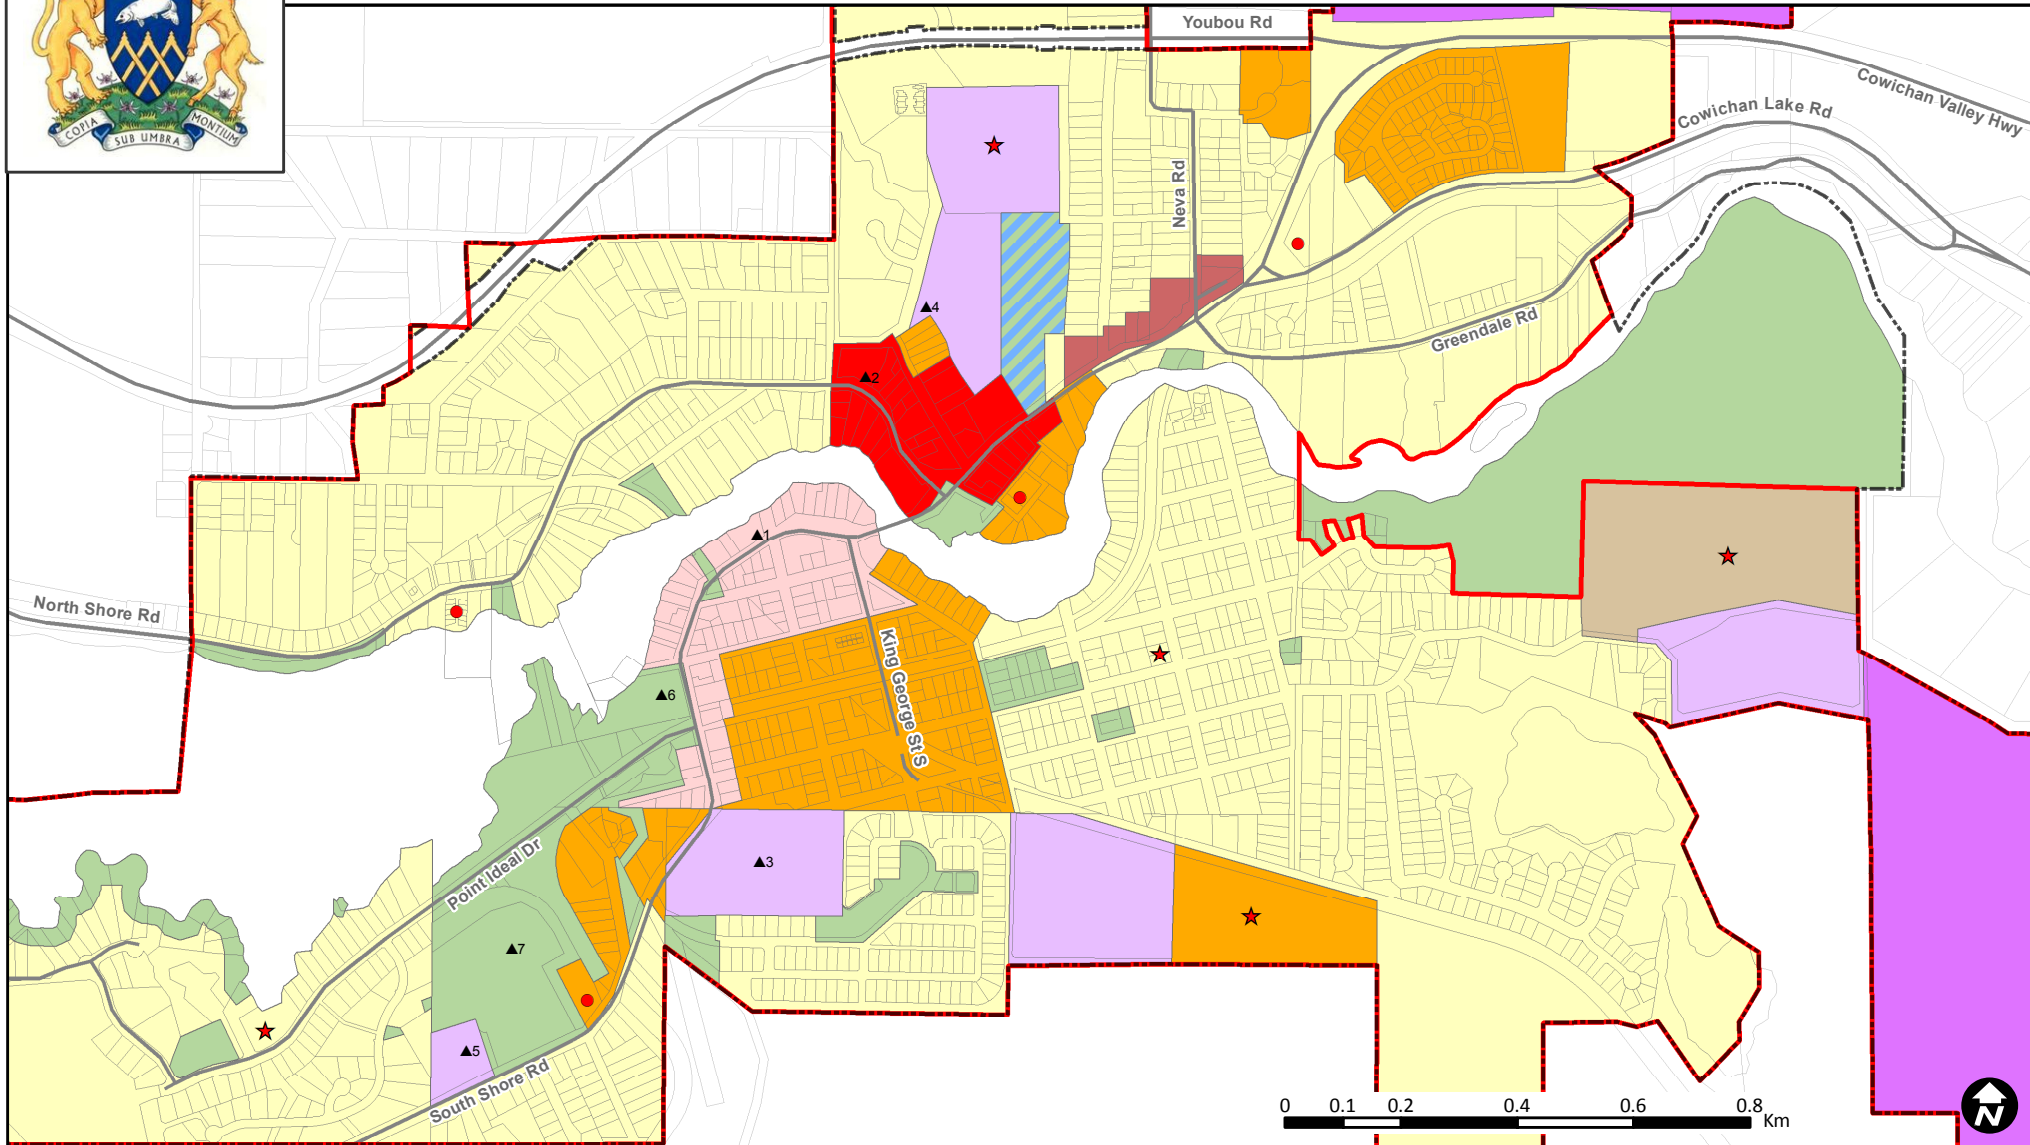 COPIA
SUB UMBRA
MONTIUM
Youbou Rd
Cowichan Valley Hwy
Cowichan Lake Rd
Neva Rd
4
Greendale Rd
2
1
North Shore Rd
King George St S
6
Point Ideal Dr
3
7
5
South Shore Rd
0 0.1 0.2 0.4 0.6 0.8
Km
N